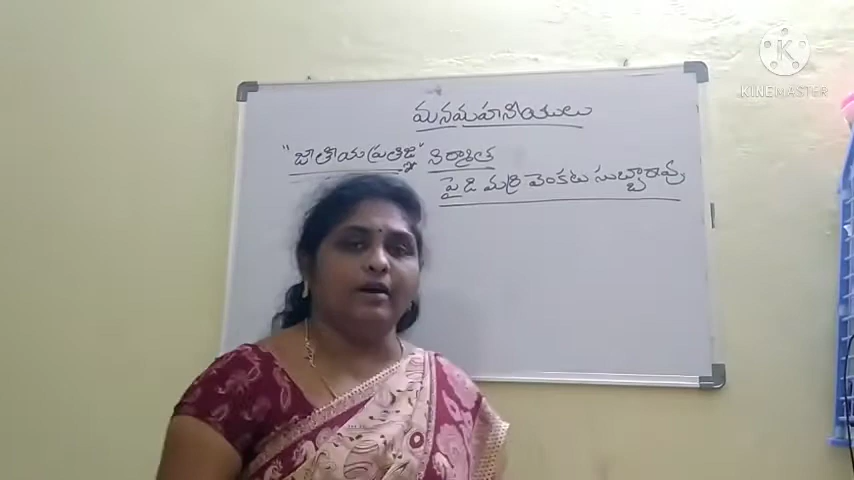 మనమహనీయులు
"జాతీయప్రతిజ్ఞ" నిర్మాత
పైడి మర్రి వెంకట సుబ్బారావు
K
KINEMASTER